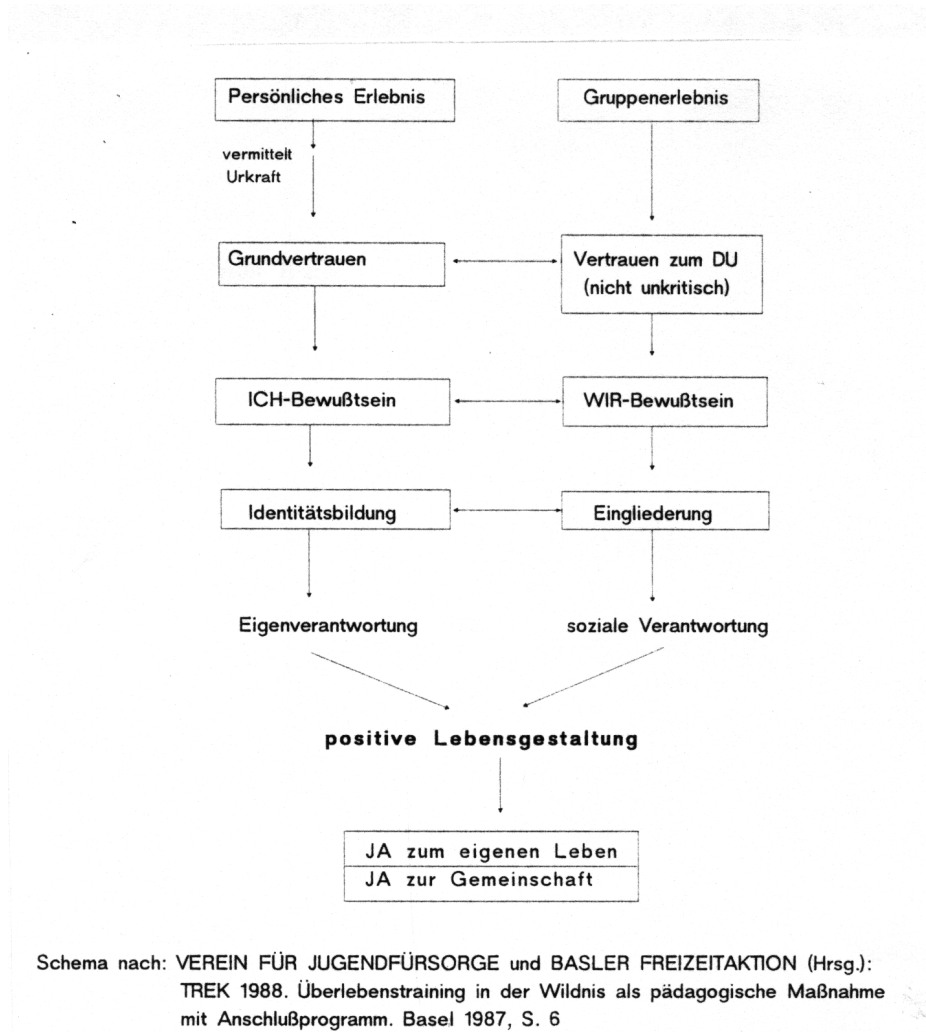 Persönliches Erlebnis
Gruppenerlebnis
vermittelt
Urkraft
Grundvertrauen
Vertrauen zum DU
(nicht unkritisch)
ICH-Bewußtsein
WIR-Bewußtsein
Identitätsbildung
Eingliederung
Eigenverantwortung
soziale Verantwortung
positive Lebensgestaltung
JA zum eigenen Leben
JA zur Gemeinschaft
Schema nach: VEREIN FÜR JUGENDFÜRSORGE und BASLER FREIZEITAKTION (Hrsg.):
TREK 1988. Überlebenstraining in der Wildnis als pädagogische Maßnahme
mit Anschlußprogramm. Basel 1987, S. 6